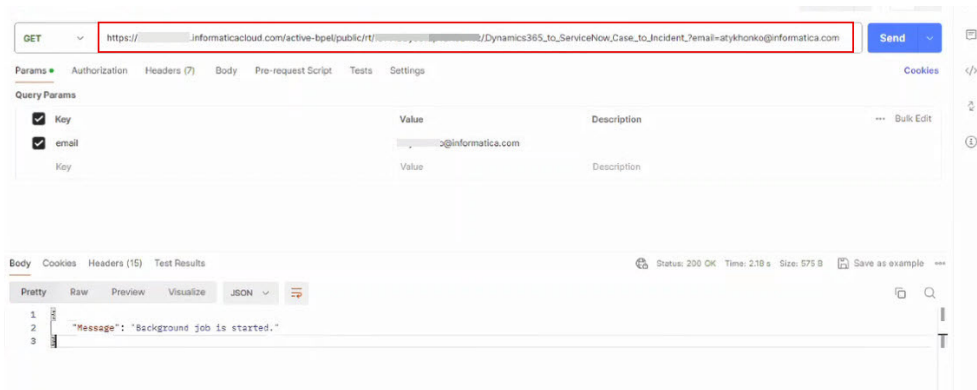 GET https:// .informaticacloud.com/active-bpel/public/rt/ /Dynamics365_to_ServiceNow_Case_to_Incident_?email=atykhonko@informatica.com Send
Params Authorization Headers (7) Body Pre-request Script Tests Settings Cookies
Query Params
Key Value Description ••• Bulk Edit
email o@informatica.com
Key Value Description
Body Cookies Headers (15) Test Results Status: 200 OK Time: 2.18 s Size: 575 B Save as example •••
Pretty Raw Preview Visualize JSON
1 {
2 "Message": "Background job is started."
3 }